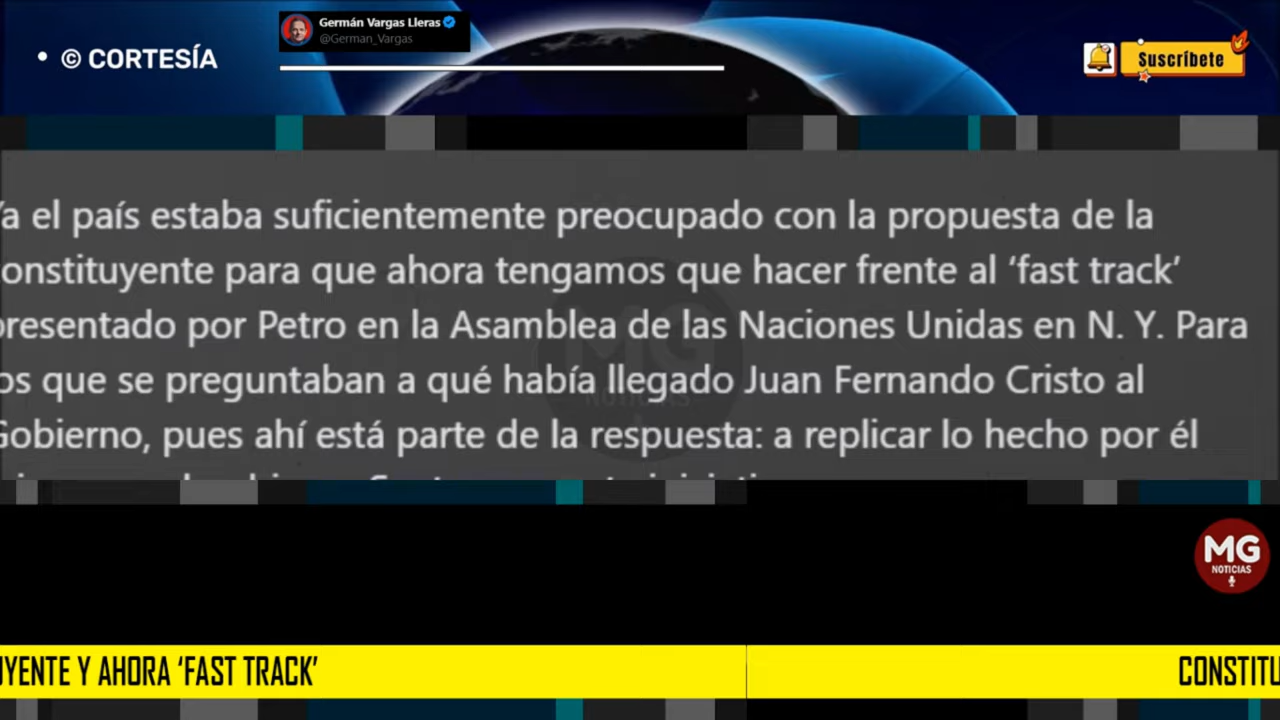 © CORTESÍA
Germán Vargas Lleras
@German_Vargas
Suscríbete
a el país estaba suficientemente preocupado con la propuesta de la
onstituyente para que ahora tengamos que hacer frente al ‘fast track’
presentado por Petro en la Asamblea de las Naciones Unidas en N. Y. Para
os que se preguntaban a qué había llegado Juan Fernando Cristo al
Gobierno, pues ahí está parte de la respuesta: a replicar lo hecho por él
MG
NOTICIAS
MG
NOTICIAS
UYENTE Y AHORA ‘FAST TRACK’
CONSTITU